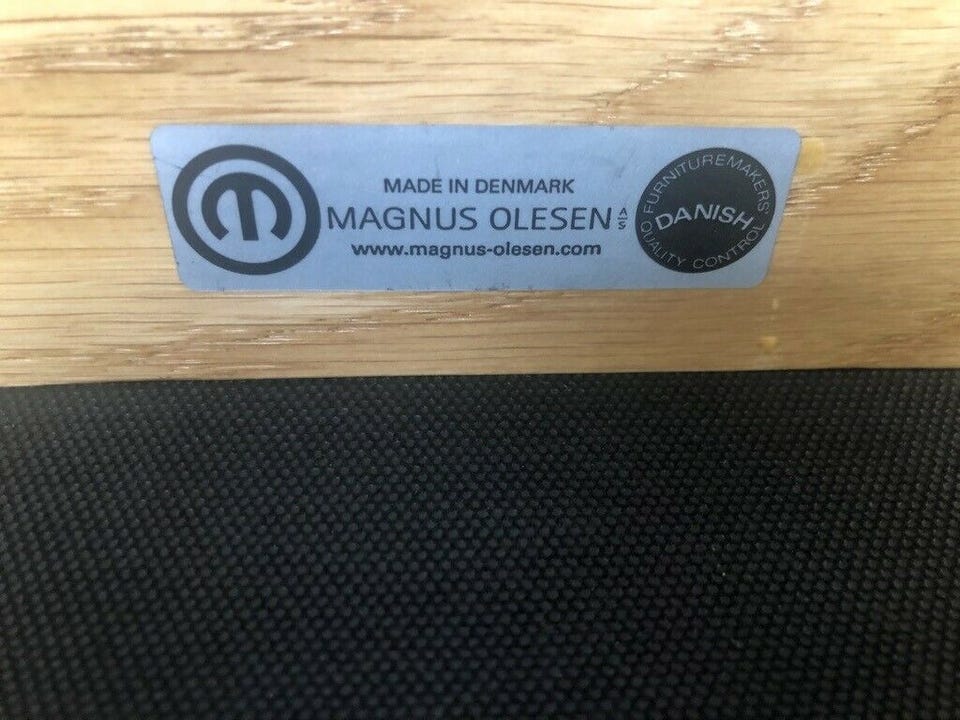 m
MADE IN DENMARK
MAGNUS OLESEN A/S
www.magnus-olesen.com
FURNITUREMAKERS'
DANISH
QUALITY CONTROL